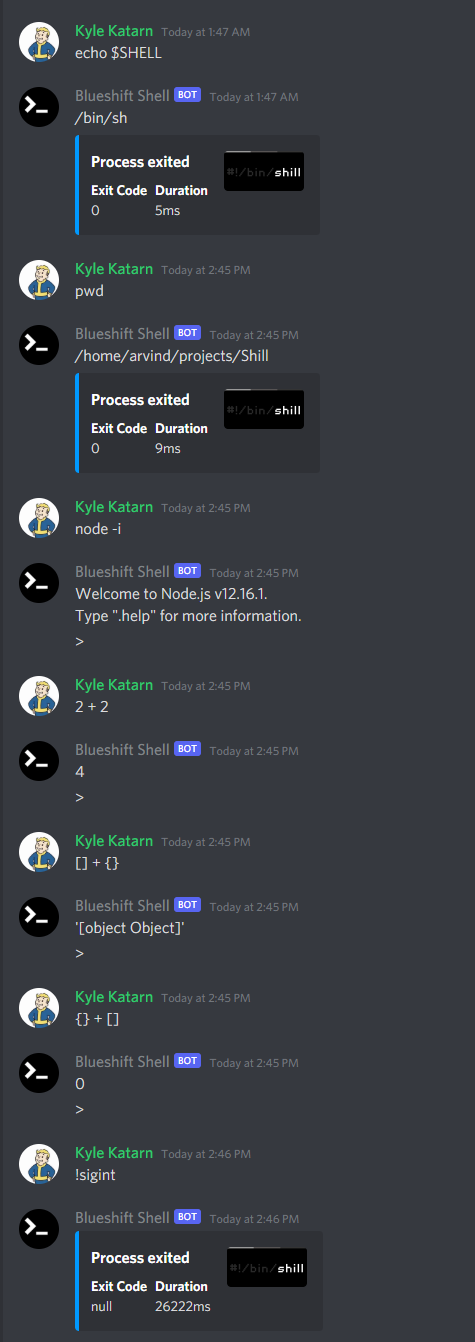 Kyle Katarn Today at 1:47 AM
echo $SHELL
>_
Blueshift Shell BOT Today at 1:47 AM
/bin/sh
Process exited
#!/bin/shill
Exit Code Duration
0 5ms
Kyle Katarn Today at 2:45 PM
pwd
>_
Blueshift Shell BOT Today at 2:45 PM
/home/arvind/projects/Shill
Process exited
#!/bin/shill
Exit Code Duration
0 9ms
Kyle Katarn Today at 2:45 PM
node -i
>_
Blueshift Shell BOT Today at 2:45 PM
Welcome to Node.js v12.16.1.
Type ".help" for more information.
>
Kyle Katarn Today at 2:45 PM
2 + 2
>_
Blueshift Shell BOT Today at 2:45 PM
4
>
Kyle Katarn Today at 2:45 PM
[] + {}
>_
Blueshift Shell BOT Today at 2:45 PM
'[object Object]'
>
Kyle Katarn Today at 2:45 PM
{} + []
>_
Blueshift Shell BOT Today at 2:45 PM
0
>
Kyle Katarn Today at 2:46 PM
!sigint
>_
Blueshift Shell BOT Today at 2:46 PM
Process exited
#!/bin/shill
Exit Code Duration
null 26222ms